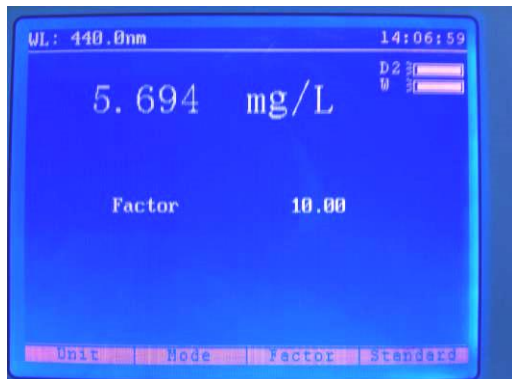 WL: 440.0nm 14:06:59
D2
W
5.694 mg/L
Factor 10.00
Unit Mode Factor Standard